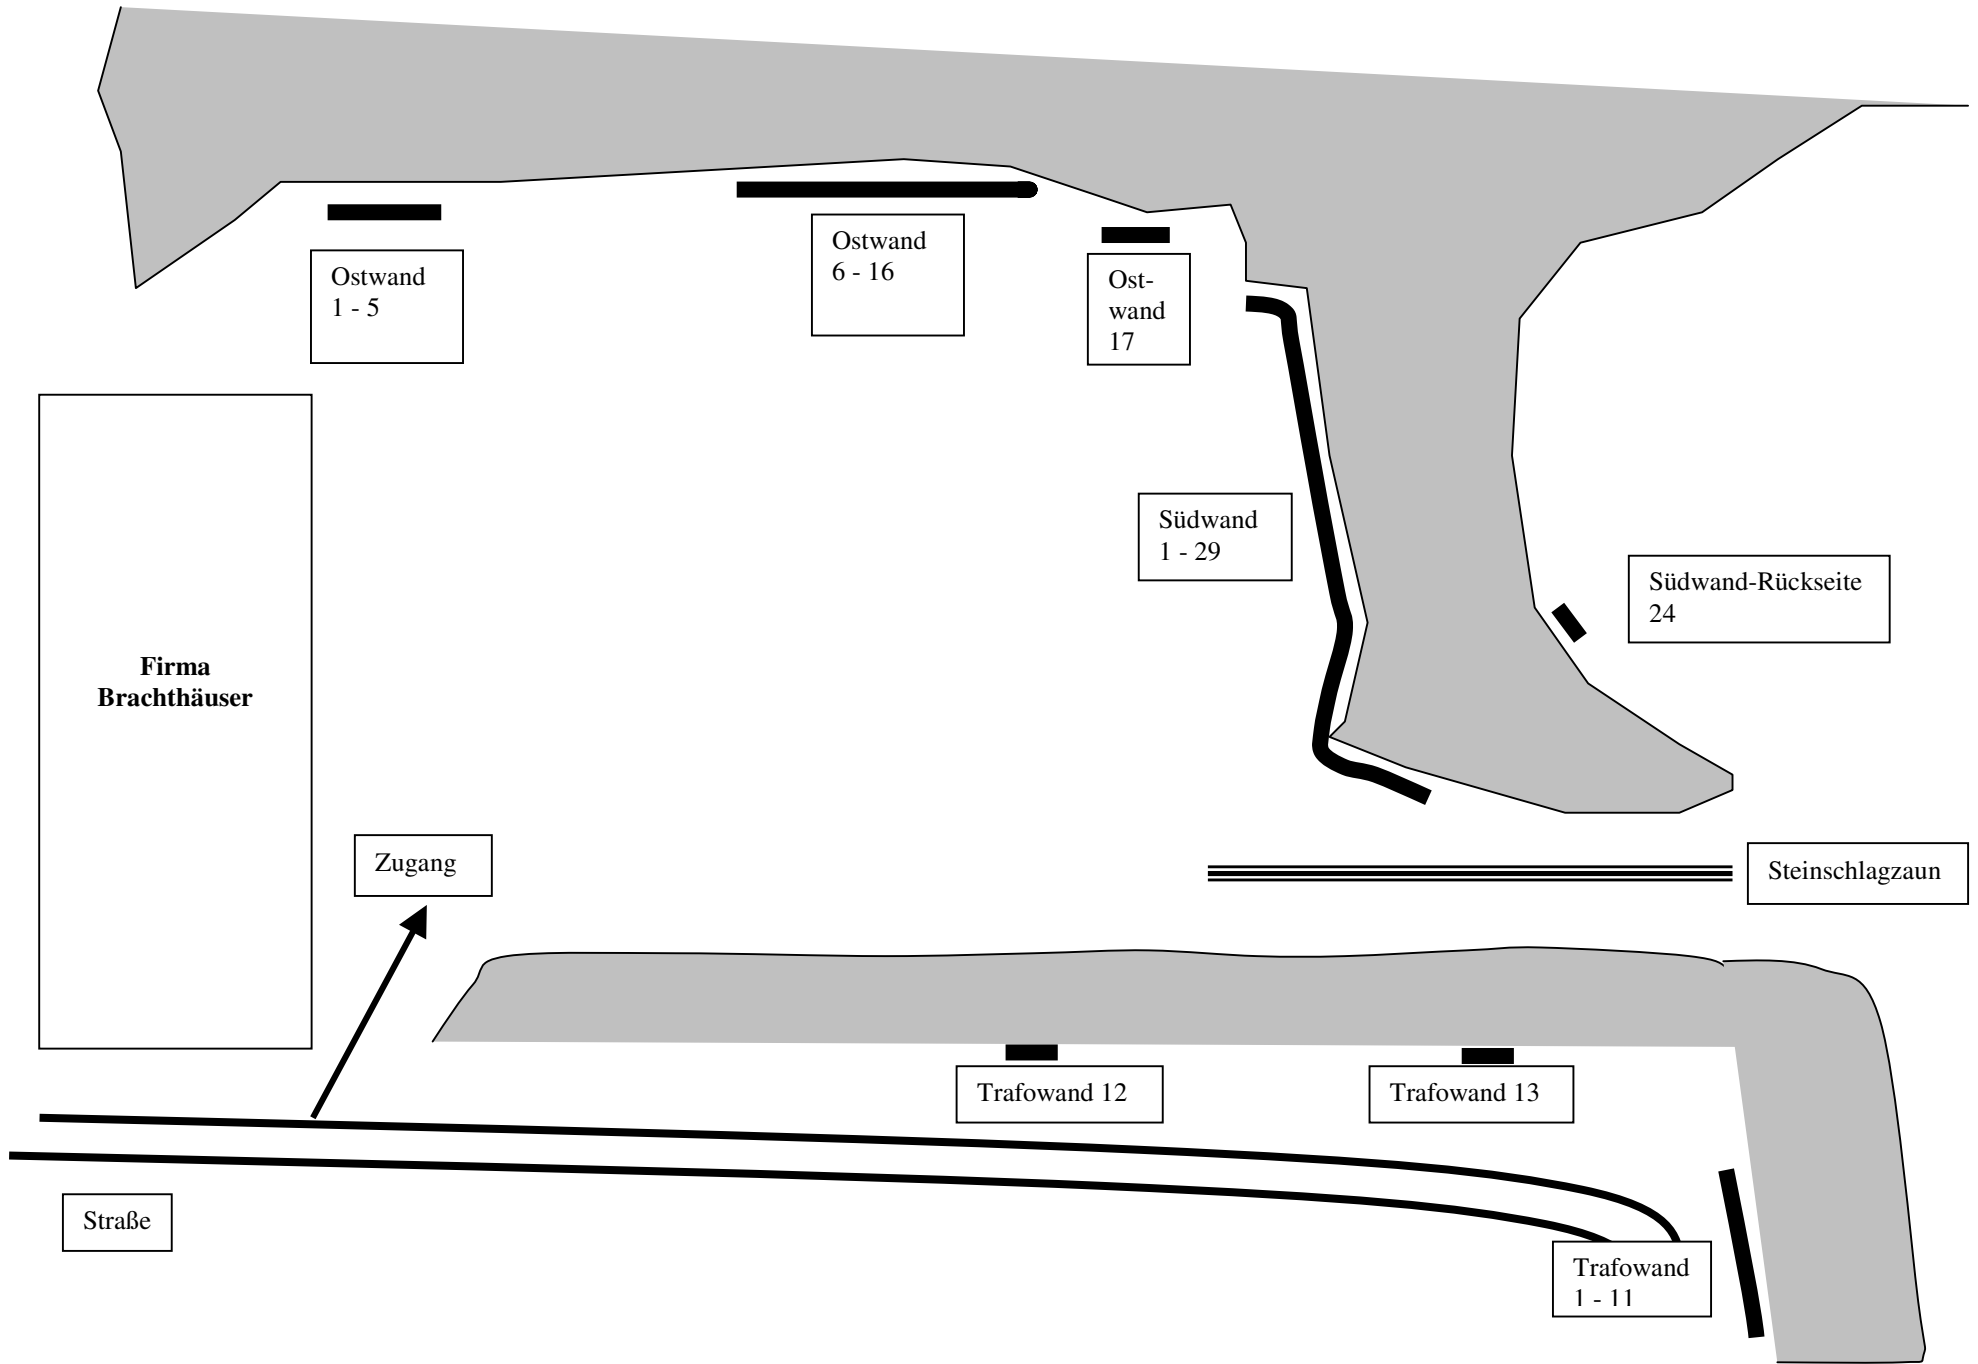 Ostwand
1 - 5
Ostwand
6 - 16
Ost-
wand
17
Südwand
1 - 29
Südwand-Rückseite
24
Firma
Brachthäuser
Zugang
Steinschlagzaun
Trafowand 12
Trafowand 13
Straße
Trafowand
1 - 11